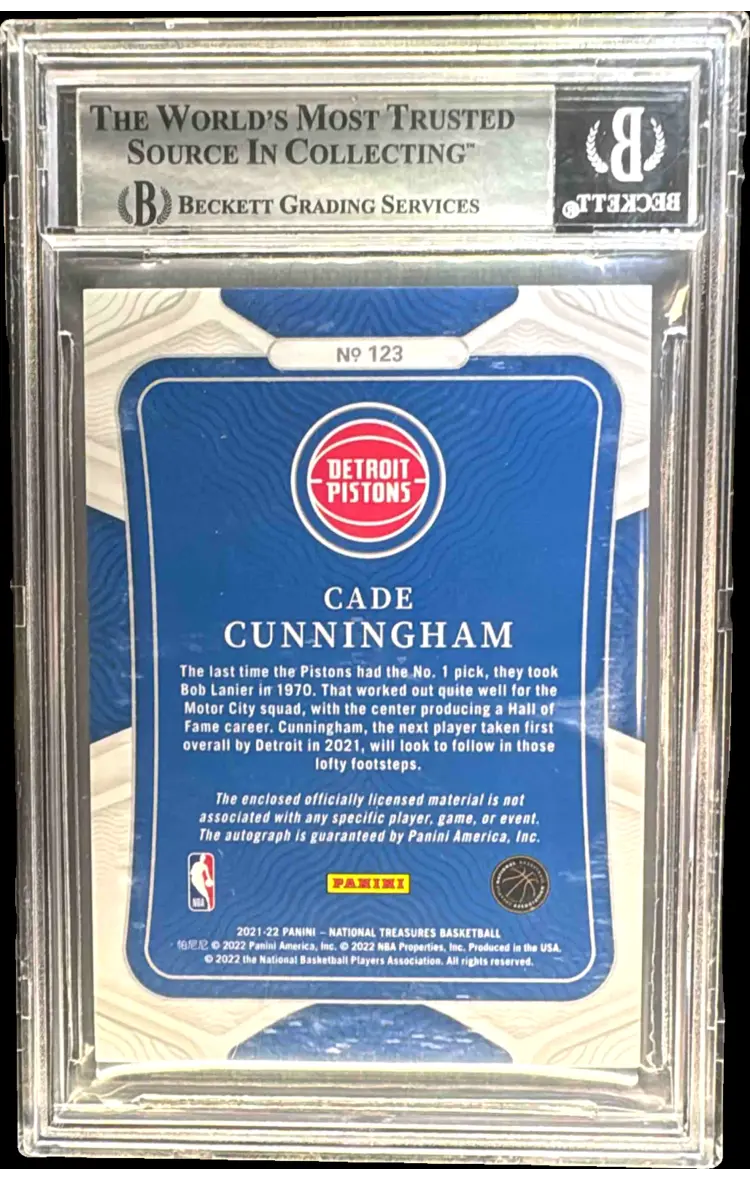 THE WORLD'S MOST TRUSTED
SOURCE IN COLLECTING™
B BECKETT GRADING SERVICES
B
BECKETT®
Nº 123
DETROIT
PISTONS
CADE
CUNNINGHAM
The last time the Pistons had the No. 1 pick, they took
Bob Lanier in 1970. That worked out quite well for the
Motor City squad, with the center producing a Hall of
Fame career. Cunningham, the next player taken first
overall by Detroit in 2021, will look to follow in those
lofty footsteps.
The enclosed officially licensed material is not
associated with any specific player, game, or event.
The autograph is guaranteed by Panini America, Inc.
NBA
PANINI
2021-22 PANINI – NATIONAL TREASURES BASKETBALL
帕尼尼 © 2022 Panini America, Inc. © 2022 NBA Properties, Inc. Produced in the USA.
© 2022 the National Basketball Players Association. All rights reserved.